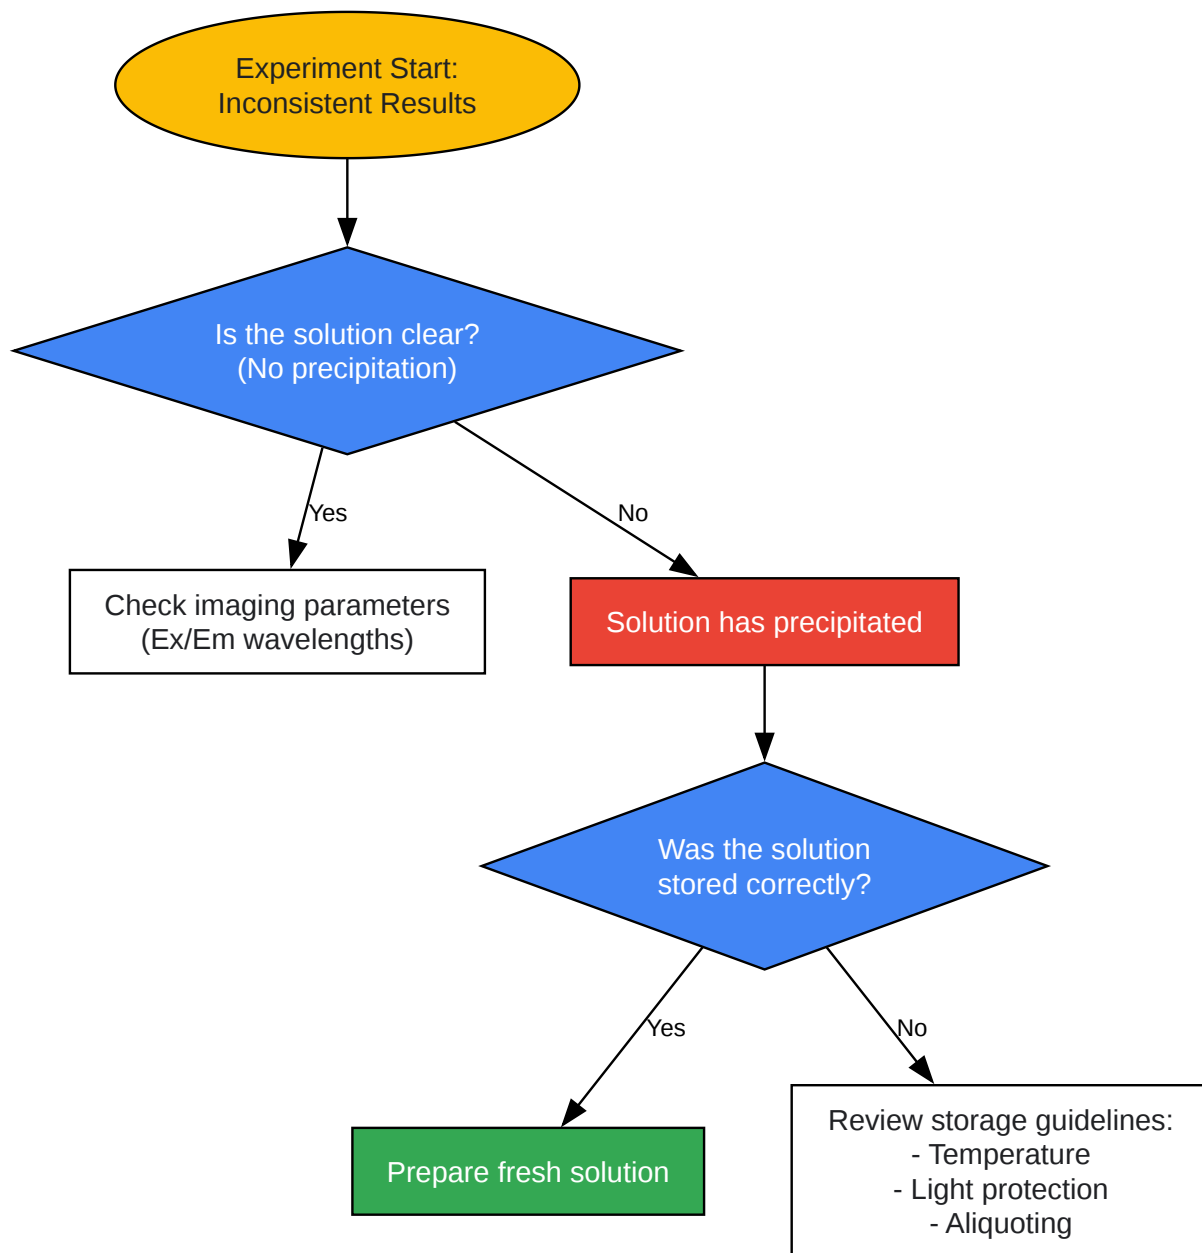 Experiment Start:
Inconsistent Results
Is the solution clear?
(No precipitation)
Yes
No
Check imaging parameters
(Ex/Em wavelengths)
Solution has precipitated
Was the solution
stored correctly?
Yes
No
Prepare fresh solution
Review storage guidelines:
- Temperature
- Light protection
- Aliquoting